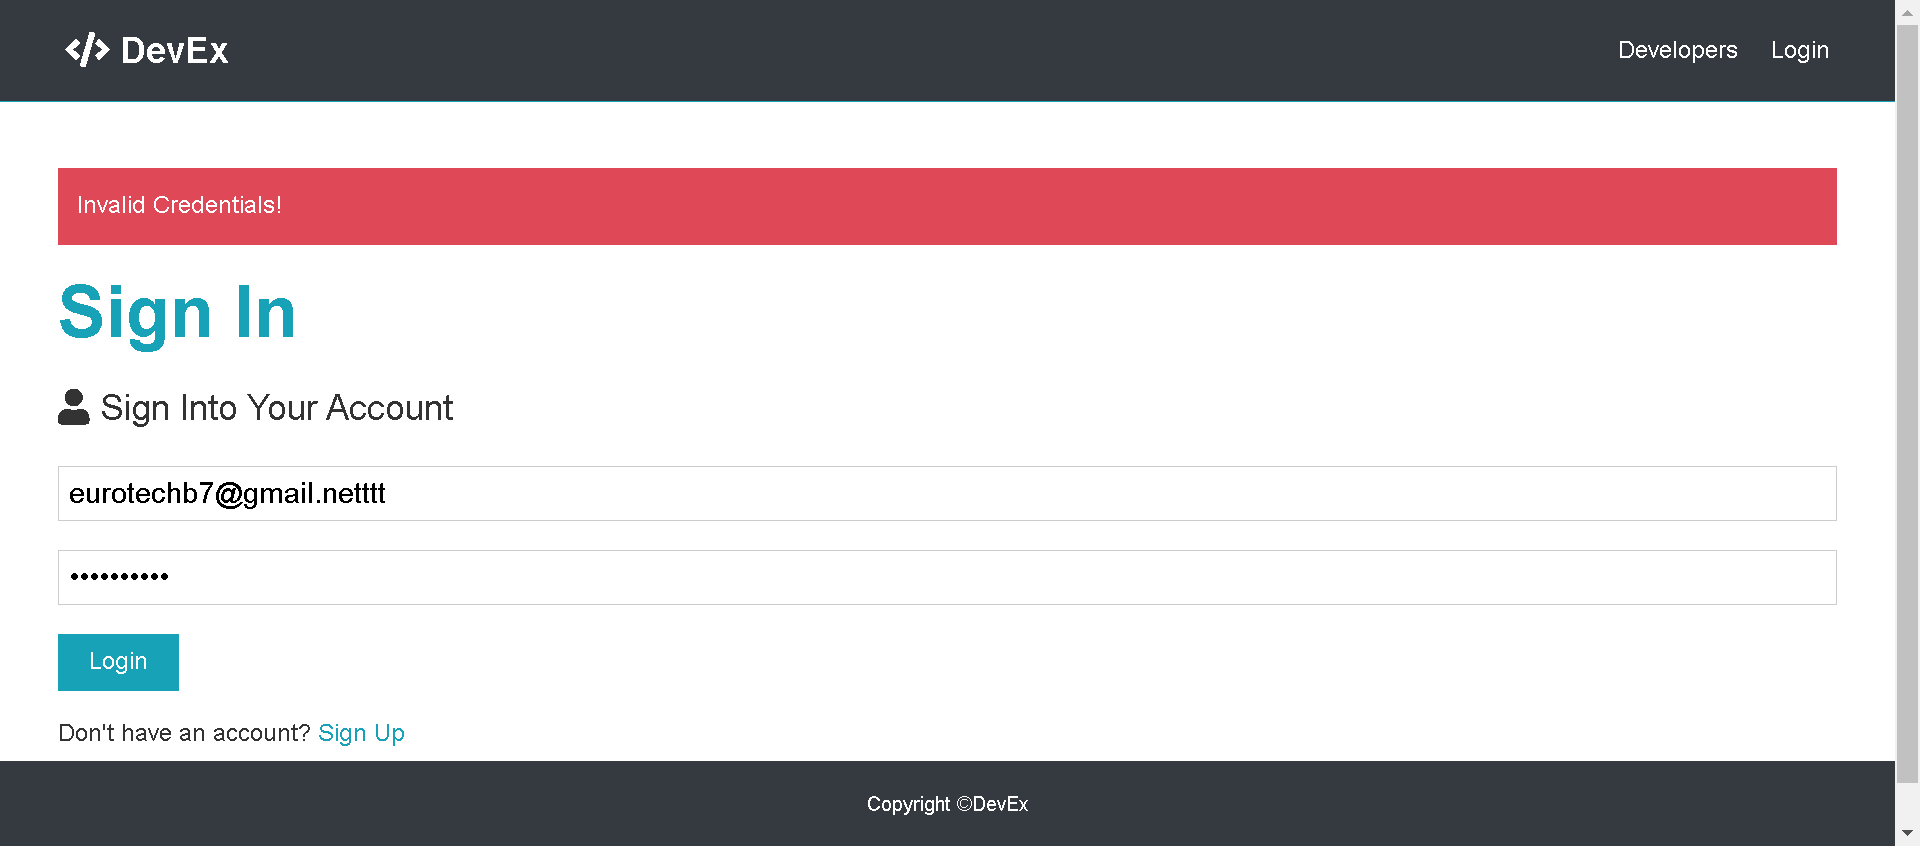 DevEx
Developers Login
Invalid Credentials!
Sign In
Sign Into Your Account
eurotechb7@gmail.netttt
••••••••••
Login
Don't have an account? Sign Up
Copyright ©DevEx